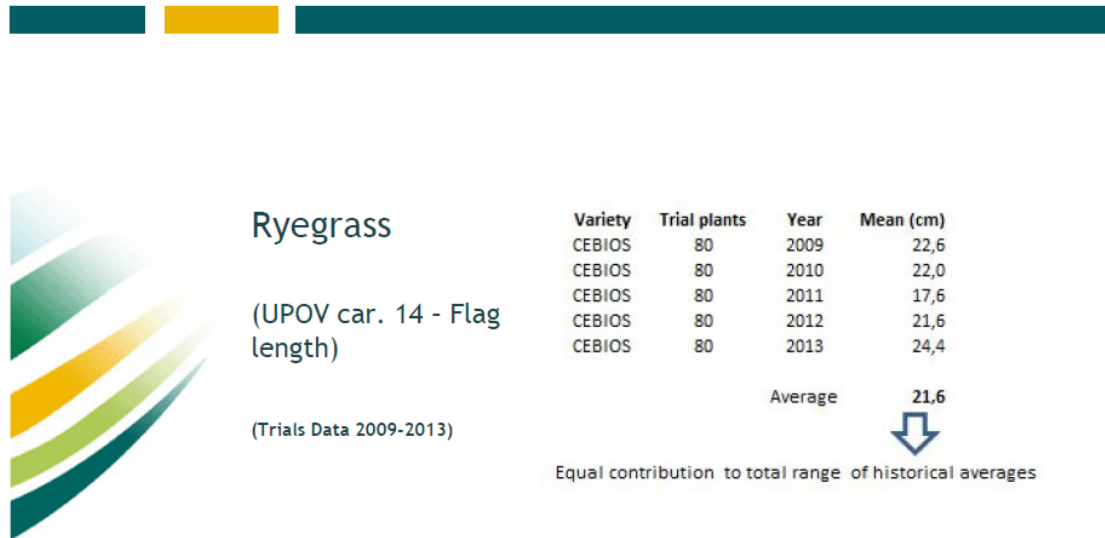 Ryegrass
(UPOV car. 14 - Flag
length)
(Trials Data 2009-2013)
Variety Trial plants Year Mean (cm)
CEBIOS 80 2009 22,6
CEBIOS 80 2010 22,0
CEBIOS 80 2011 17,6
CEBIOS 80 2012 21,6
CEBIOS 80 2013 24,4
Average 21,6
Equal contribution to total range of historical averages